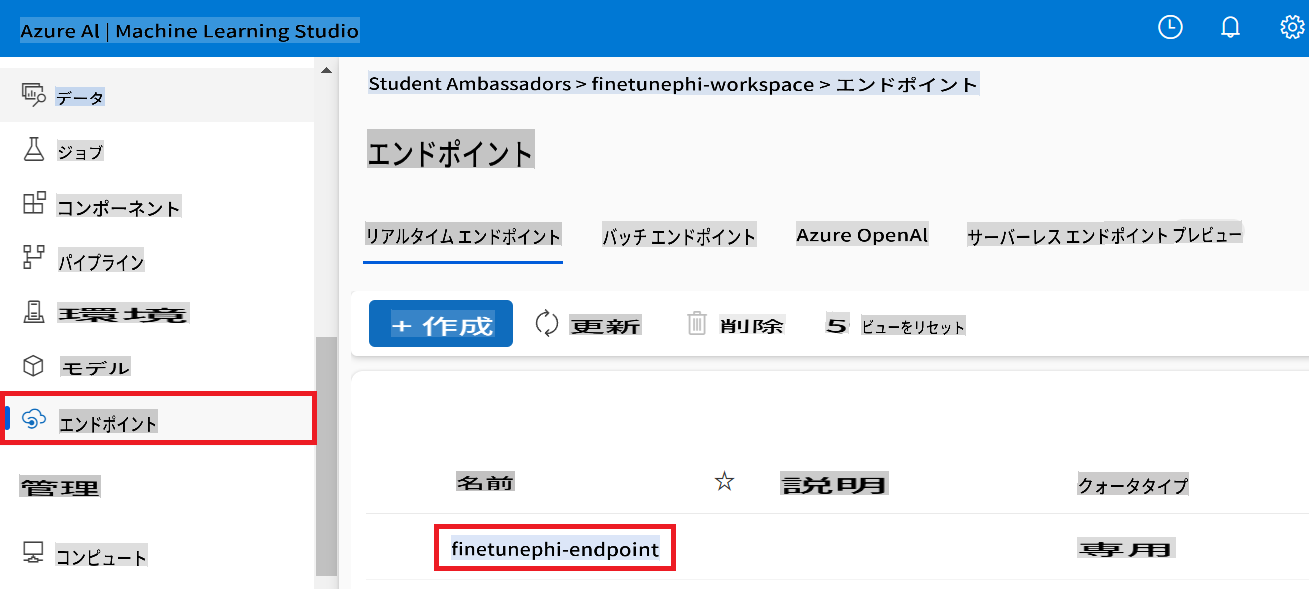 Azure Al | Machine Learning Studio
データ
ジョブ
コンポーネント
パイプライン
環境
モデル
エンドポイント
管理
コンピュート
Student Ambassadors > finetunephi-workspace > エンドポイント
エンドポイント
リアルタイム エンドポイント バッチ エンドポイント Azure OpenAl サーバーレス エンドポイント プレビュー
+ 作成 更新 削除 5 ビューをリセット
名前 説明 クォータタイプ
finetunephi-endpoint 専用